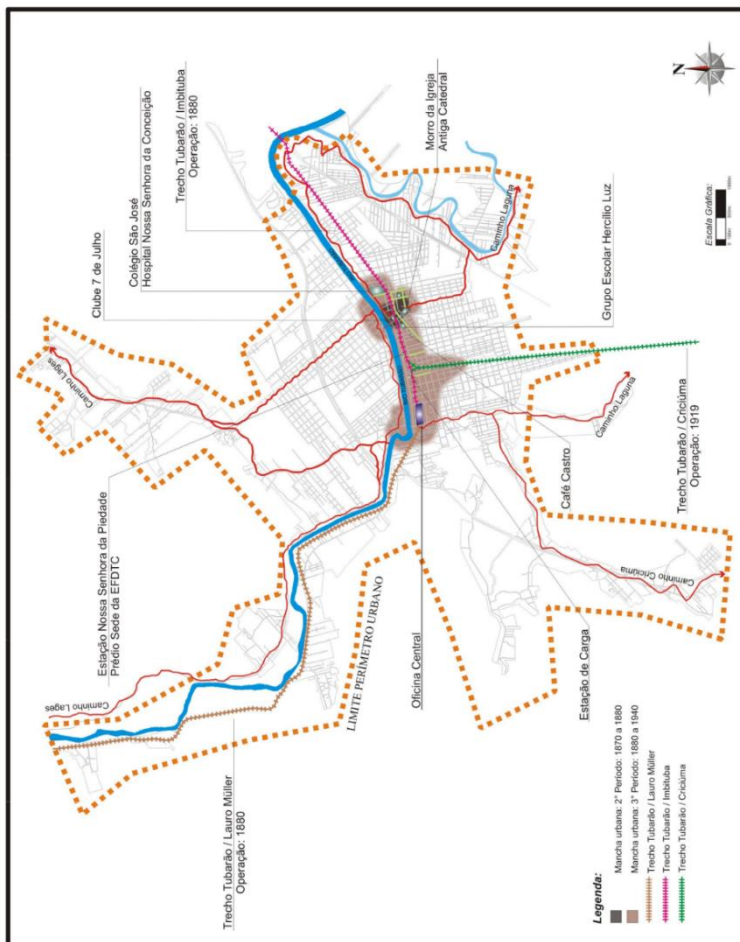 N
Escala Gráfica:
Clube 7 de Julho
Colégio São José
Hospital Nossa Senhora da Conceição
Trecho Tubarão / Imbituba
Operação: 1880
Morro da Igreja
Antiga Catedral
Estação Nossa Senhora da Piedade
Prédio Sede da EFDTC
Caminho Lages
Caminho Lages
Caminho Laguna
Grupo Escolar Hercílio Luz
Trecho Tubarão / Lauro Müller
Operação: 1880
LIMITE PERÍMETRO URBANO
Oficina Central
Estação de Carga
Caminho Criciúma
Café Castro
Caminho Laguna
Trecho Tubarão / Criciúma
Operação: 1919
Legenda:
Mancha urbana: 2° Período: 1870 a 1880
Mancha urbana: 3° Período: 1880 a 1940
Trecho Tubarão / Lauro Müller
Trecho Tubarão / Imbituba
Trecho Tubarão / Criciúma